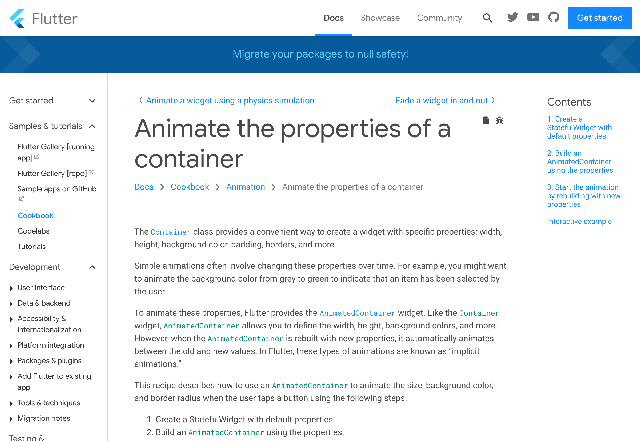 Flutter
Docs Showcase Community Get started
Migrate your packages to null safety!
Get started
Samples & tutorials
Flutter Gallery [running app]
Flutter Gallery [repo]
Sample apps on GitHub
Cookbook
Codelabs
Tutorials
Development
User interface
Data & backend
Accessibility & internationalization
Platform integration
Packages & plugins
Add Flutter to existing app
Tools & techniques
Migration notes
Testing &
Animate a widget using a physics simulation
Fade a widget in and out
Animate the properties of a
container
Docs > Cookbook > Animation > Animate the properties of a container
The Container class provides a convenient way to create a widget with specific properties: width,
height, background color, padding, borders, and more.
Simple animations often involve changing these properties over time. For example, you might want
to animate the background color from grey to green to indicate that an item has been selected by
the user.
To animate these properties, Flutter provides the AnimatedContainer widget. Like the Container
widget, AnimatedContainer allows you to define the width, height, background colors, and more.
However, when the AnimatedContainer is rebuilt with new properties, it automatically animates
between the old and new values. In Flutter, these types of animations are known as “implicit
animations.”
This recipe describes how to use an AnimatedContainer to animate the size, background color,
and border radius when the user taps a button using the following steps:
1. Create a StatefulWidget with default properties.
2. Build an AnimatedContainer using the properties.
Contents
1. Create a
StatefulWidget with
default properties
2. Build an
AnimatedContainer
using the properties
3. Start the animation
by rebuilding with new
properties
Interactive example